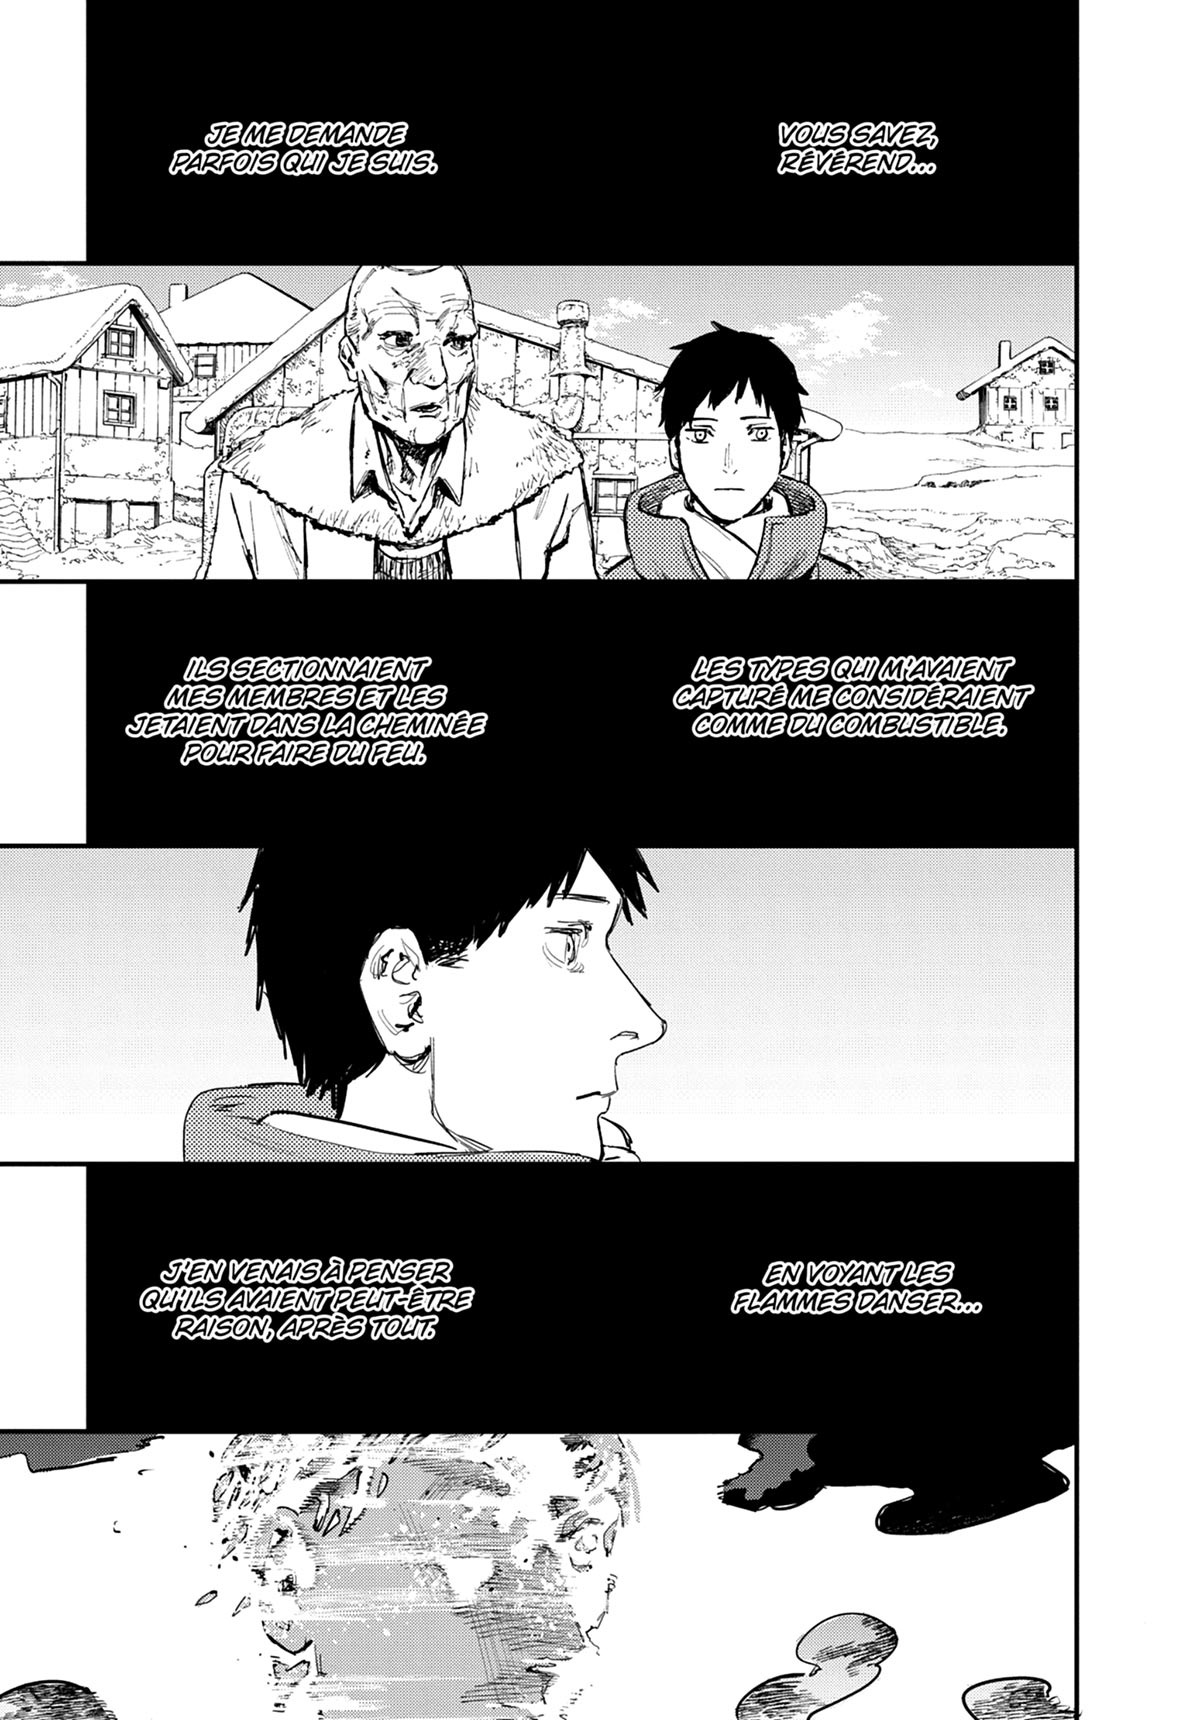 VOUS SAVEZ,
RÉVÉREND...
JE ME DEMANDE
PARFOIS QUI JE SUIS.
LES TYPES QUI M'AVAIENT
CAPTURÉ ME CONSIDÉRAIENT
COMME DU COMBUSTIBLE.
ILS SECTIONNAIENT
MES MEMBRES ET LES
JETAIENT DANS LA CHEMINÉE
POUR FAIRE DU FEU.
EN VOYANT LES
FLAMMES DANSER...
J'EN VENAIS À PENSER
QU'ILS AVAIENT PEUT-ÊTRE
RAISON, APRÈS TOUT.